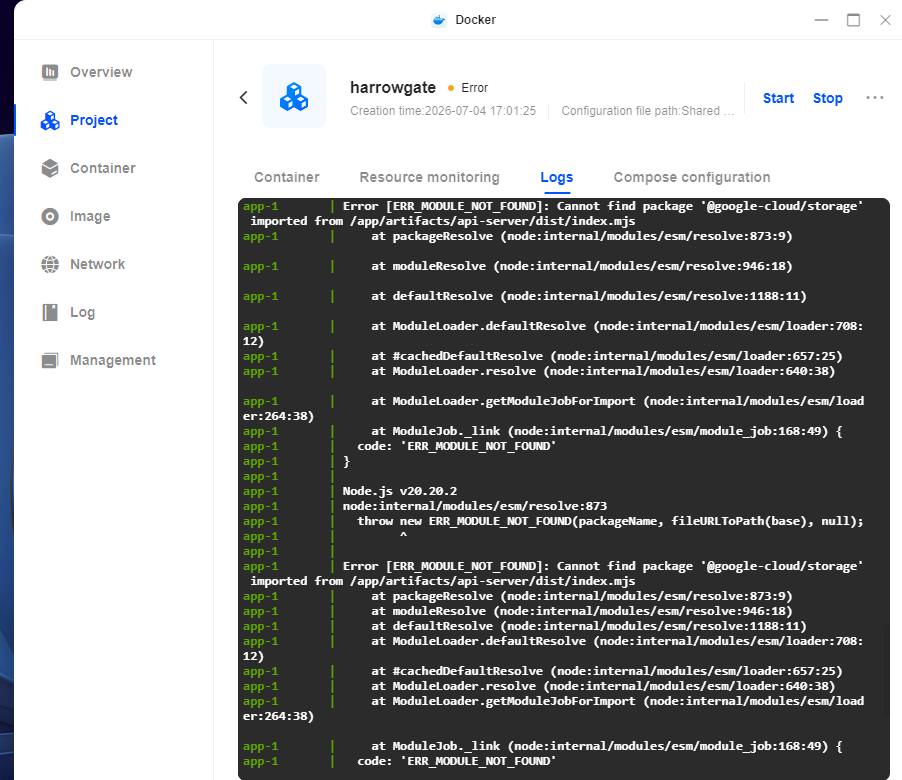 Docker
Overview
Project
Container
Image
Network
Log
Management
harrowgate Error
Creation time:2026-07-04 17:01:25 Configuration file path:Shared ...
Start Stop ...
Container Resource monitoring Logs Compose configuration
app-1 | Error [ERR_MODULE_NOT_FOUND]: Cannot find package '@google-cloud/storage'
imported from /app/artifacts/api-server/dist/index.mjs
app-1 | at packageResolve (node:internal/modules/esm/resolve:873:9)
app-1 | at moduleResolve (node:internal/modules/esm/resolve:946:18)
app-1 | at defaultResolve (node:internal/modules/esm/resolve:1188:11)
app-1 | at ModuleLoader.defaultResolve (node:internal/modules/esm/loader:708:
12)
app-1 | at #cachedDefaultResolve (node:internal/modules/esm/loader:657:25)
app-1 | at ModuleLoader.resolve (node:internal/modules/esm/loader:640:38)
app-1 | at ModuleLoader.getModuleJobForImport (node:internal/modules/esm/load
er:264:38)
app-1 | at ModuleJob._link (node:internal/modules/esm/module_job:168:49) {
app-1 | code: 'ERR_MODULE_NOT_FOUND'
app-1 | }
app-1 |
app-1 | Node.js v20.20.2
app-1 | node:internal/modules/esm/resolve:873
app-1 | throw new ERR_MODULE_NOT_FOUND(packageName, fileURLToPath(base), null);
app-1 | ^
app-1 |
app-1 | Error [ERR_MODULE_NOT_FOUND]: Cannot find package '@google-cloud/storage'
imported from /app/artifacts/api-server/dist/index.mjs
app-1 | at packageResolve (node:internal/modules/esm/resolve:873:9)
app-1 | at moduleResolve (node:internal/modules/esm/resolve:946:18)
app-1 | at defaultResolve (node:internal/modules/esm/resolve:1188:11)
app-1 | at ModuleLoader.defaultResolve (node:internal/modules/esm/loader:708:
12)
app-1 | at #cachedDefaultResolve (node:internal/modules/esm/loader:657:25)
app-1 | at ModuleLoader.resolve (node:internal/modules/esm/loader:640:38)
app-1 | at ModuleLoader.getModuleJobForImport (node:internal/modules/esm/load
er:264:38)
app-1 | at ModuleJob._link (node:internal/modules/esm/module_job:168:49) {
app-1 | code: 'ERR_MODULE_NOT_FOUND'